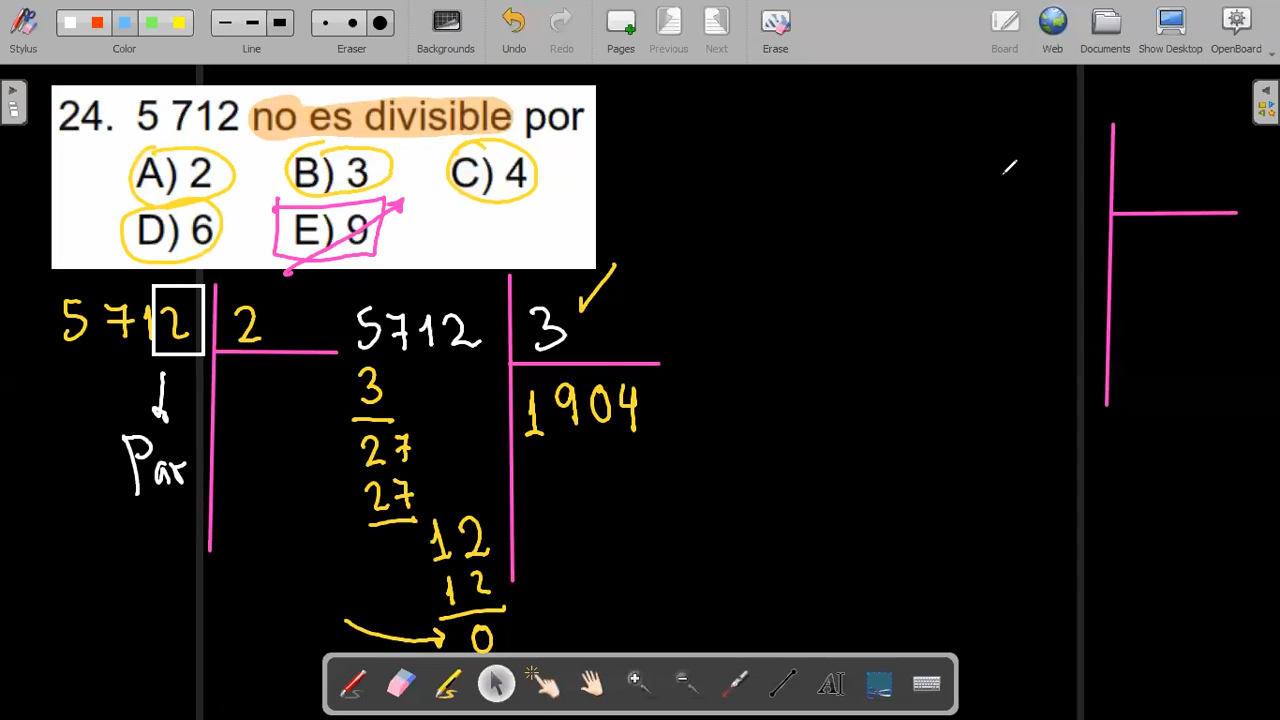 Stylus Color Line Eraser Backgrounds Undo Redo Pages Previous Next Erase Board Web Documents Show Desktop OpenBoard
24. 5 712 no es divisible por
A) 2 B) 3 C) 4
D) 6 E) 9
5712 2 5712 3
3 1904
27
Par 27
12
12
0
AI